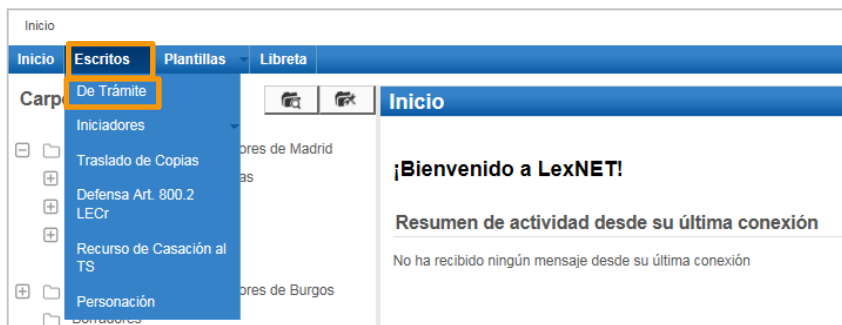 Inicio
Inicio Escritos Plantillas Libreta
Carp
De Trámite
Inicio
Iniciadores
ores de Madrid
Traslado de Copias
as
¡Bienvenido a LexNET!
Defensa Art. 800.2
LECr
Resumen de actividad desde su última conexión
Recurso de Casación al
TS
No ha recibido ningún mensaje desde su última conexión
ores de Burgos
Personación